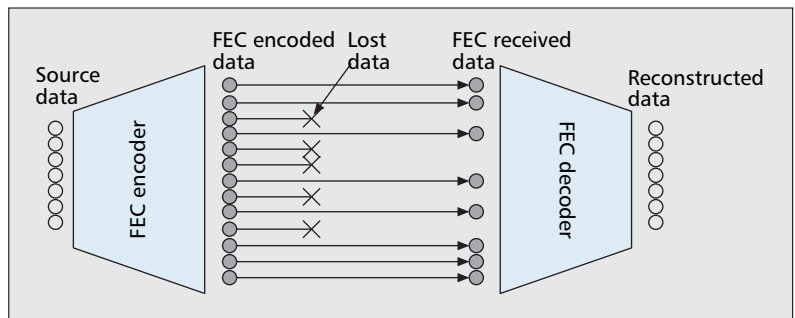 FEC encoded
data
Lost
data
FEC received
data
Source
data
Reconstructed
data
FEC encoder
FEC decoder